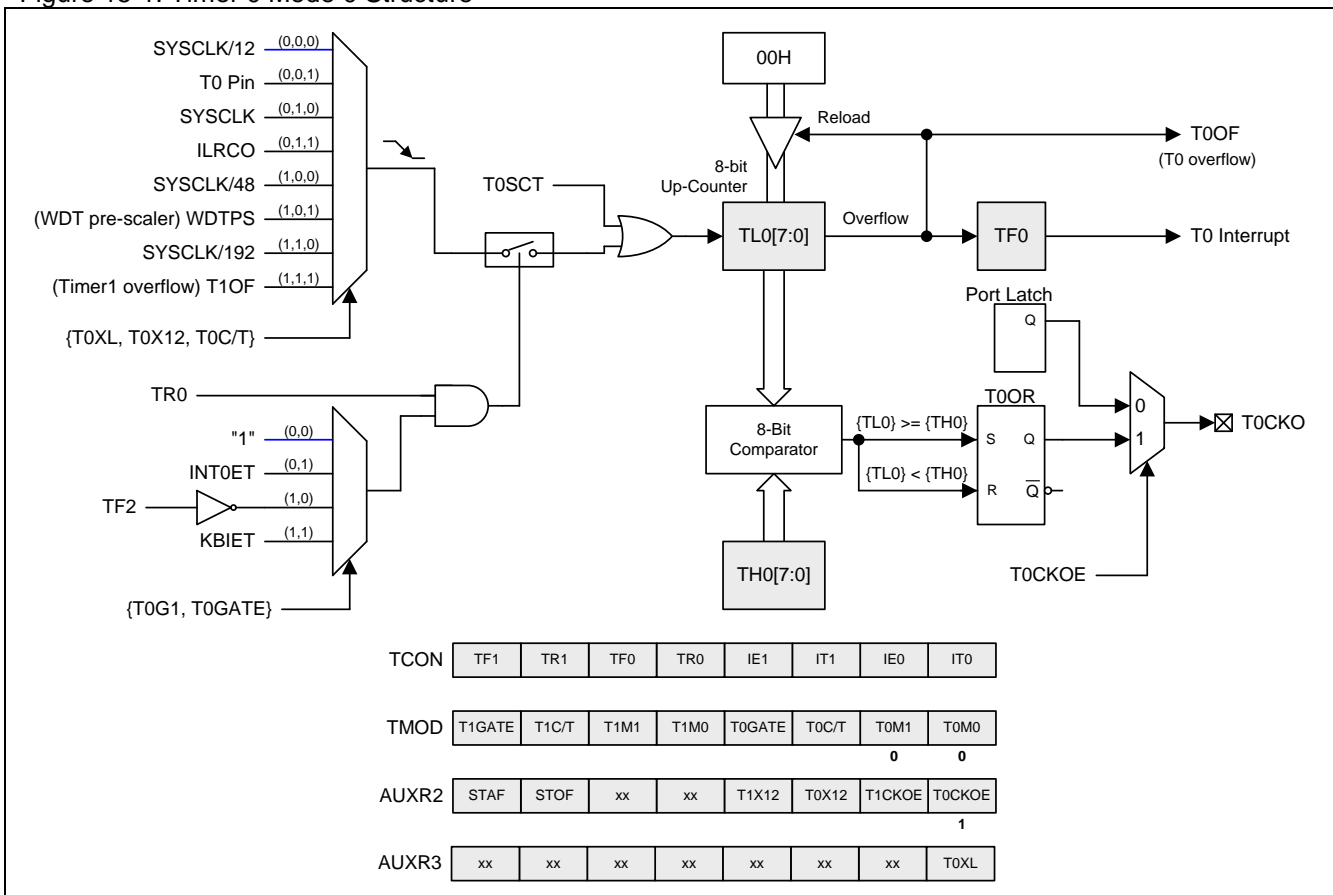 Figure 15-1. Timer 0 Mode 0 Structure
SYSCLK/12 (0,0,0)
T0 Pin (0,0,1)
SYSCLK (0,1,0)
ILRCO (0,1,1)
SYSCLK/48 (1,0,0)
(WDT pre-scaler) WDTPS (1,0,1)
SYSCLK/192 (1,1,0)
(Timer1 overflow) T1OF (1,1,1)
{T0XL, T0X12, T0C/T}
TR0
"1" (0,0)
INT0ET (0,1)
TF2 (1,0)
KBIET (1,1)
{T0G1, T0GATE}
T0SCT
00H
Reload
8-bit
Up-Counter
TL0[7:0]
Overflow
T0OF
(T0 overflow)
TF0
T0 Interrupt
Port Latch
Q
8-Bit
Comparator
{TL0} >= {TH0}
{TL0} < {TH0}
T0OR
S Q
R Q
0
1
T0CKO
TH0[7:0]
T0CKOE
TCON TF1 TR1 TF0 TR0 IE1 IT1 IE0 IT0
TMOD T1GATE T1C/T T1M1 T1M0 T0GATE T0C/T T0M1 T0M0
0 0
AUXR2 STAF STOF xx xx T1X12 T0X12 T1CKOE T0CKOE
1
AUXR3 xx xx xx xx xx xx xx T0XL